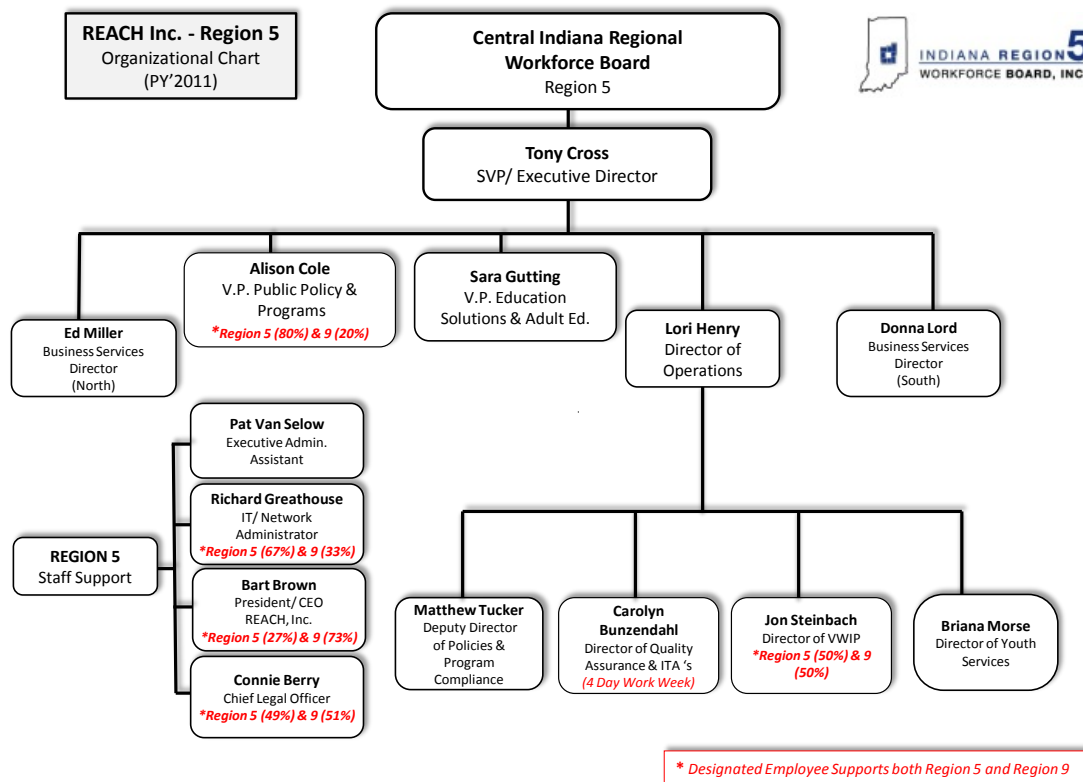 REACH Inc. - Region 5
Organizational Chart
(PY'2011)
Central Indiana Regional
Workforce Board
Region 5
INDIANA REGION 5
WORKFORCE BOARD, INC
Tony Cross
SVP/ Executive Director
Ed Miller
Business Services
Director
(North)
Alison Cole
V.P. Public Policy &
Programs
*Region 5 (80%) & 9 (20%)
Sara Gutting
V.P. Education
Solutions & Adult Ed.
Lori Henry
Director of
Operations
Donna Lord
Business Services
Director
(South)
REGION 5
Staff Support
Pat Van Selow
Executive Admin.
Assistant
Richard Greathouse
IT/ Network
Administrator
*Region 5 (67%) & 9 (33%)
Bart Brown
President/ CEO
REACH, Inc.
*Region 5 (27%) & 9 (73%)
Connie Berry
Chief Legal Officer
*Region 5 (49%) & 9 (51%)
Matthew Tucker
Deputy Director
of Policies &
Program
Compliance
Carolyn
Bunzendahl
Director of Quality
Assurance & ITA 's
(4 Day Work Week)
Jon Steinbach
Director of VWIP
*Region 5 (50%) & 9
(50%)
Briana Morse
Director of Youth
Services
* Designated Employee Supports both Region 5 and Region 9